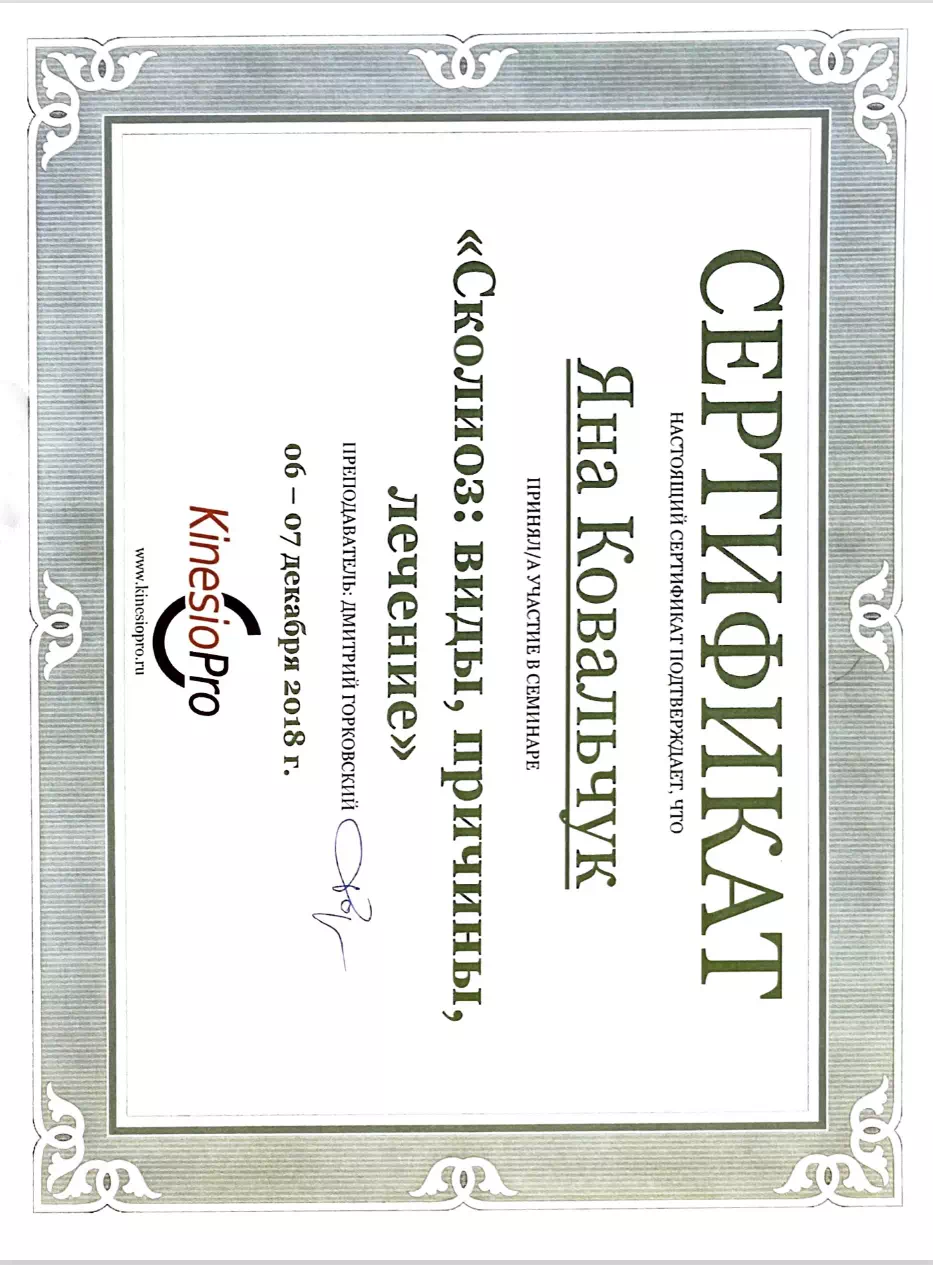 СЕРТИФИКАТ
НАСТОЯЩИЙ СЕРТИФИКАТ ПОДТВЕРЖДАЕТ, ЧТО
Яна Ковальчук
ПРИНЯЛ/А УЧАСТИЕ В СЕМИНАРЕ
«Сколиоз: виды, причины,
лечение»
ПРЕПОДАВАТЕЛЬ: ДМИТРИЙ ГОРКОВСКИЙ
06 – 07 декабря 2018 г.
KinesioPro
www.kinesiopro.ru